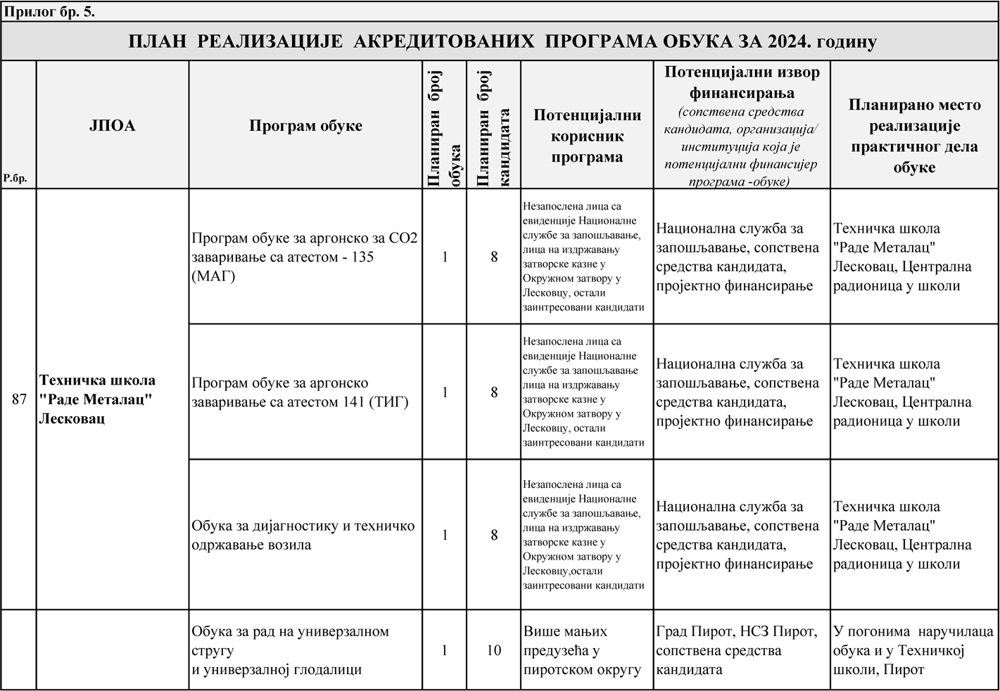 Прилог бр. 5.
ПЛАН РЕАЛИЗАЦИЈЕ АКРЕДИТОВАНИХ ПРОГРАМА ОБУКА ЗА 2024. годину
Р.бр.
ЈПОА
Програм обуке
Планиран број
обука
Планиран број
кандидата
Потенцијални
корисник
програма
Потенцијални извор
финансирања
(сопствена средства
кандидата, организација/
институција која је
потенцијални финансијер
програма -обуке)
Планирано место
реализације
практичног дела
обуке
87
Техничка школа
"Раде Металац"
Лесковац
Програм обуке за аргонско за СО2
заваривање са атестом - 135
(МАГ)
1
8
Незапослена лица са
евиденције Националне
службе за запошљавање,
лица на издржавању
затворске казне у
Окружном затвору у
Лесковцу, остали
заинтресовани кандидати
Национална служба за
запошљавање, сопствена
средства кандидата,
пројектно финансирање
Техничка школа
"Раде Металац"
Лесковац, Централна
радионица у школи
Програм обуке за аргонско
заваривање са атестом 141 (ТИГ)
1
8
Незапослена лица са
евиденције Националне
службе за запошљавање
лица на издржавању
затворске казне у
Окружном затвору у
Лесковцу, остали
заинтресовани кандидати
Национална служба за
запошљавање, сопствена
средства кандидата,
пројектно финансирање
Техничка школа
"Раде Металац"
Лесковац, Централна
радионица у школи
Обука за дијагностику и техничко
одржавање возила
1
8
Незапослена лица са
евиденције Националне
службе за запошљавање,
лица на издржавању
затворске казне у
Окружном затвору у
Лесковцу,остали
заинтресовани кандидати
Национална служба за
запошљавање, сопствена
средства кандидата,
пројектно финансирање
Техничка школа
"Раде Металац"
Лесковац, Централна
радионица у школи
Обука за рад на универзалном
стругу
и универзалној глодалици
1
10
Више мањих
предузећа у
пиротском округу
Град Пирот, НСЗ Пирот,
сопствена средства
кандидата
У погонима наручилаца
обука и у Техничкој
школи, Пирот